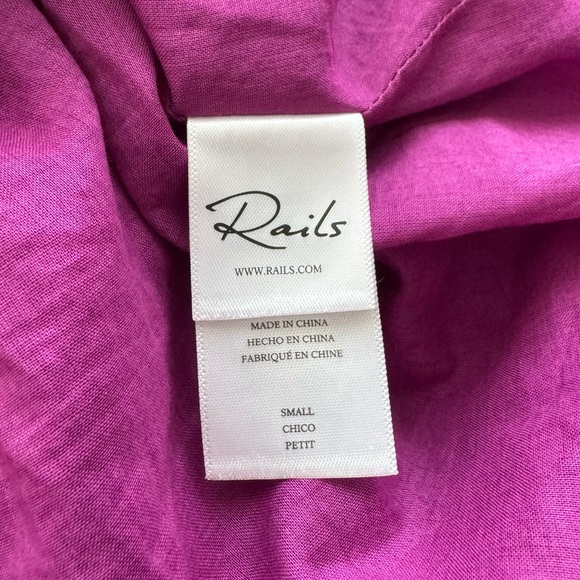 Rails
WWW.RAILS.COM
MADE IN CHINA
HECHO EN CHINA
FABRIQUÉ EN CHINE
SMALL
CHICO
PETIT